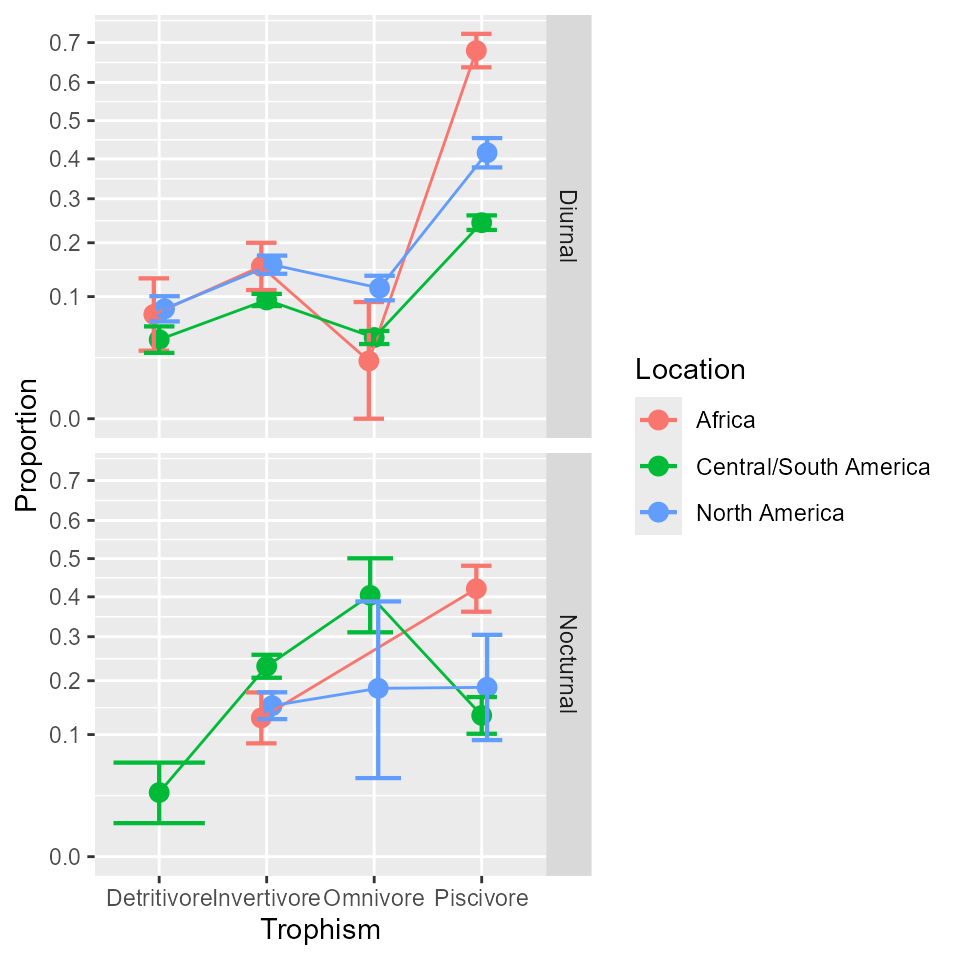 0.7
0.6
0.5
0.4
0.3
0.2
0.1
0.0
Diurnal
Proportion
0.7
0.6
0.5
0.4
0.3
0.2
0.1
0.0
Nocturnal
Detritivore Invertivore Omnivore Piscivore
Trophism
Location
Africa
Central/South America
North America